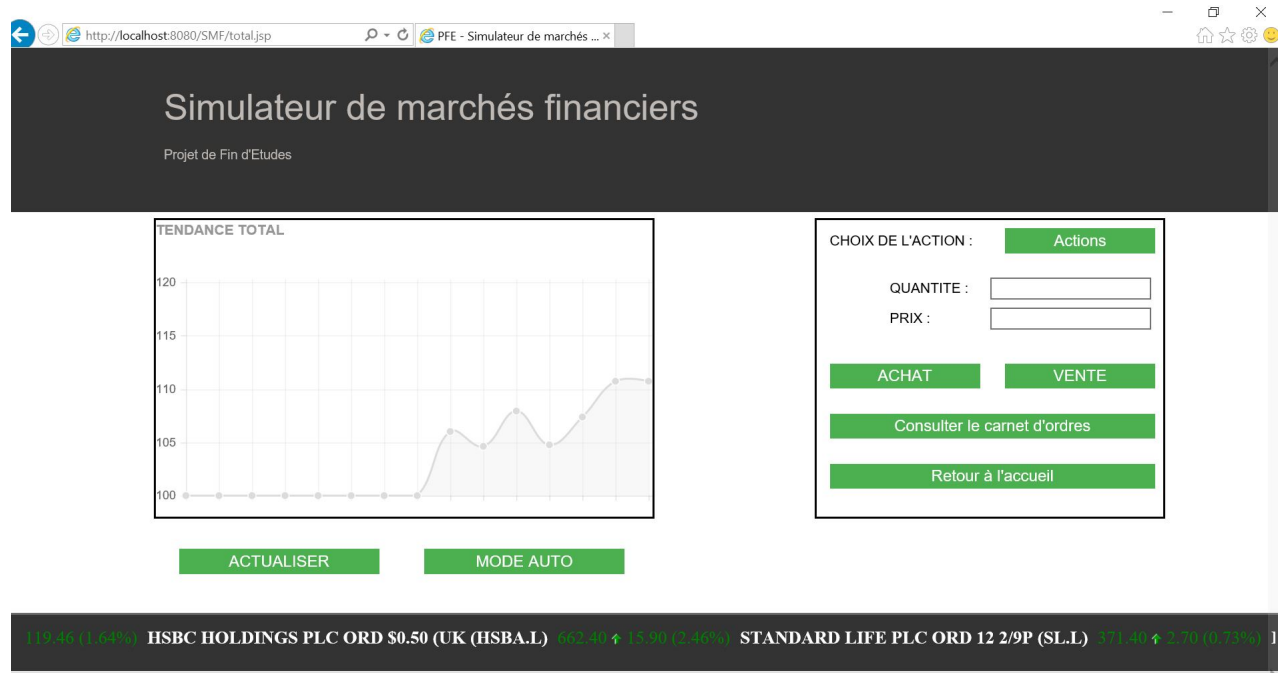 http://localhost:8080/SMF/total.jsp
PFE - Simulateur de marchés ...
Simulateur de marchés financiers
Projet de Fin d'Etudes
TENDANCE TOTAL
120
115
110
105
100
ACTUALISER
MODE AUTO
CHOIX DE L'ACTION :
Actions
QUANTITE :
PRIX :
ACHAT
VENTE
Consulter le carnet d'ordres
Retour à l'accueil
119.46 (1.64%) HSBC HOLDINGS PLC ORD $0.50 (UK (HSBA.L) 662.40 15.90 (2.46%) STANDARD LIFE PLC ORD 12 2/9P (SL.L) 371.40 2.70 (0.73%)